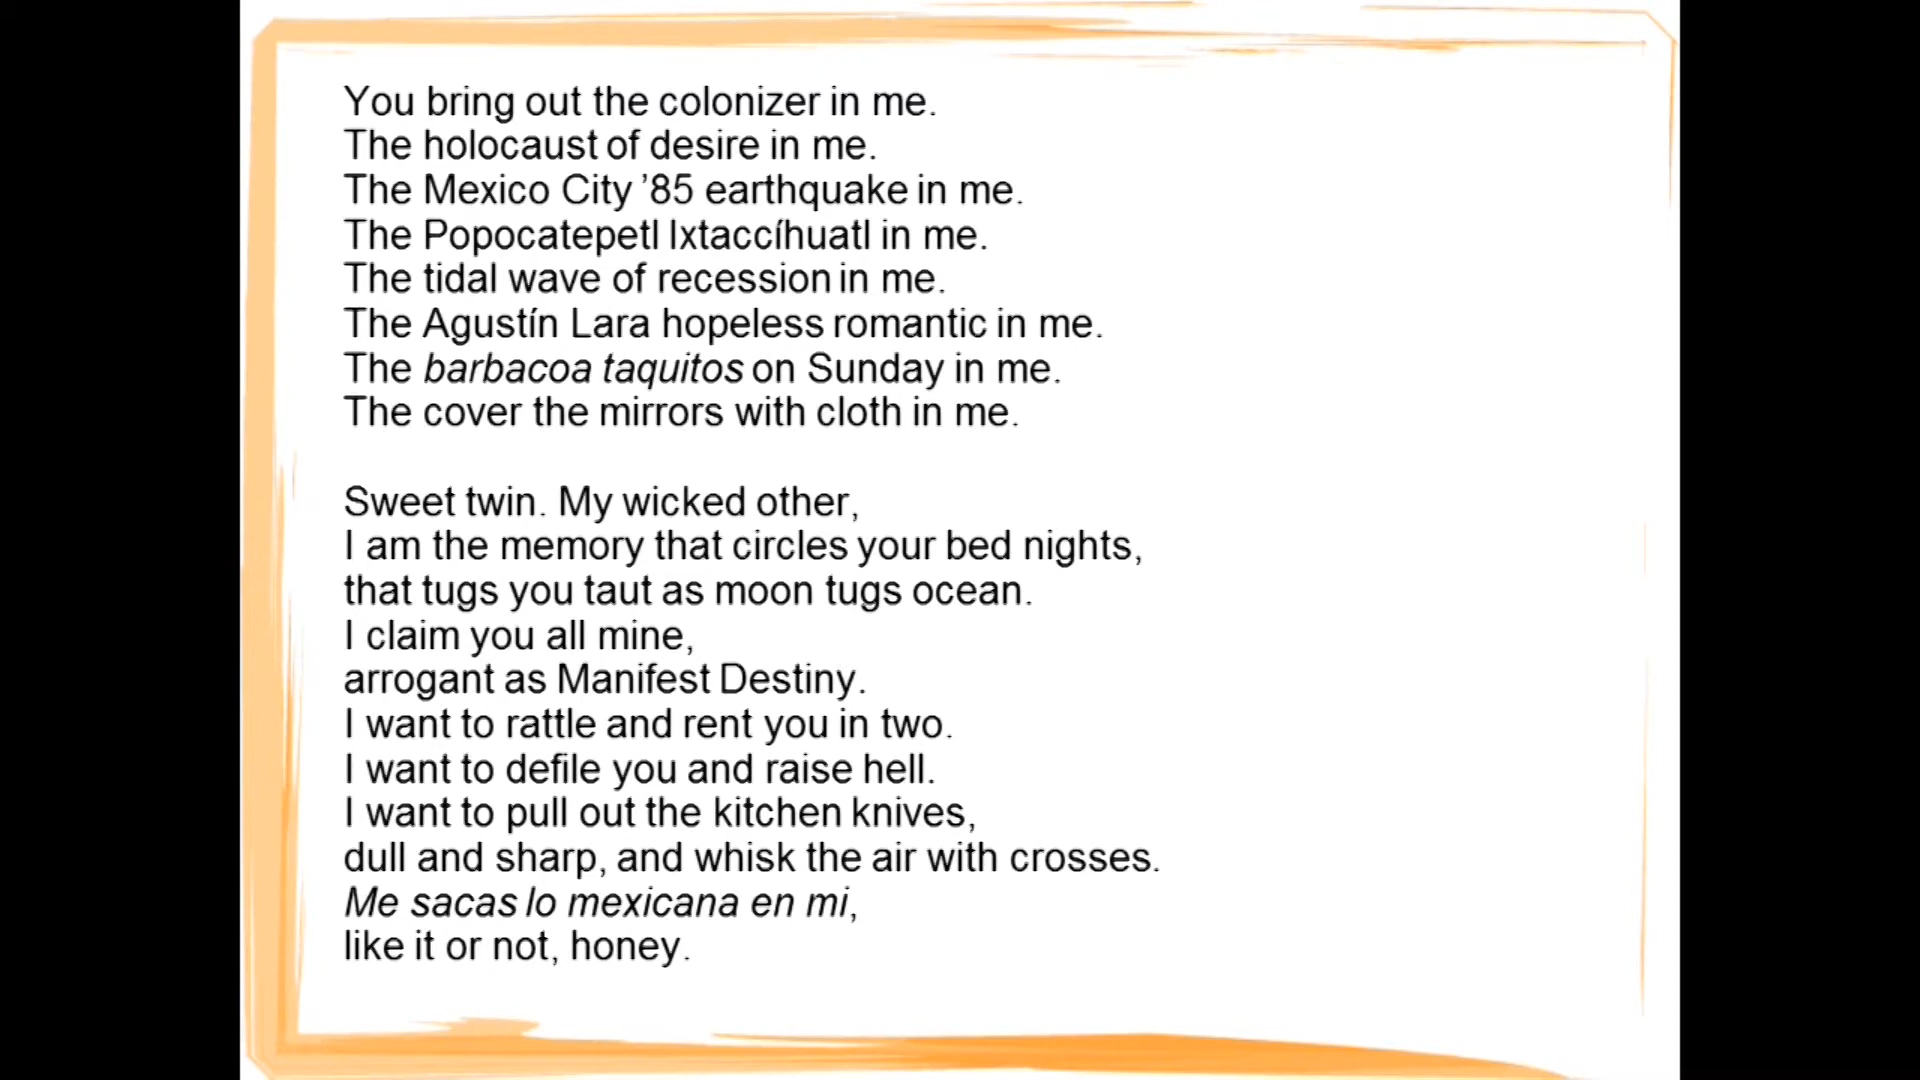 You bring out the colonizer in me.
The holocaust of desire in me.
The Mexico City ’85 earthquake in me.
The Popocatepetl Ixtaccíhuatl in me.
The tidal wave of recession in me.
The Agustín Lara hopeless romantic in me.
The barbacoa taquitos on Sunday in me.
The cover the mirrors with cloth in me.

Sweet twin. My wicked other,
I am the memory that circles your bed nights,
that tugs you taut as moon tugs ocean.
I claim you all mine,
arrogant as Manifest Destiny.
I want to rattle and rent you in two.
I want to defile you and raise hell.
I want to pull out the kitchen knives,
dull and sharp, and whisk the air with crosses.
Me sacas lo mexicana en mi,
like it or not, honey.